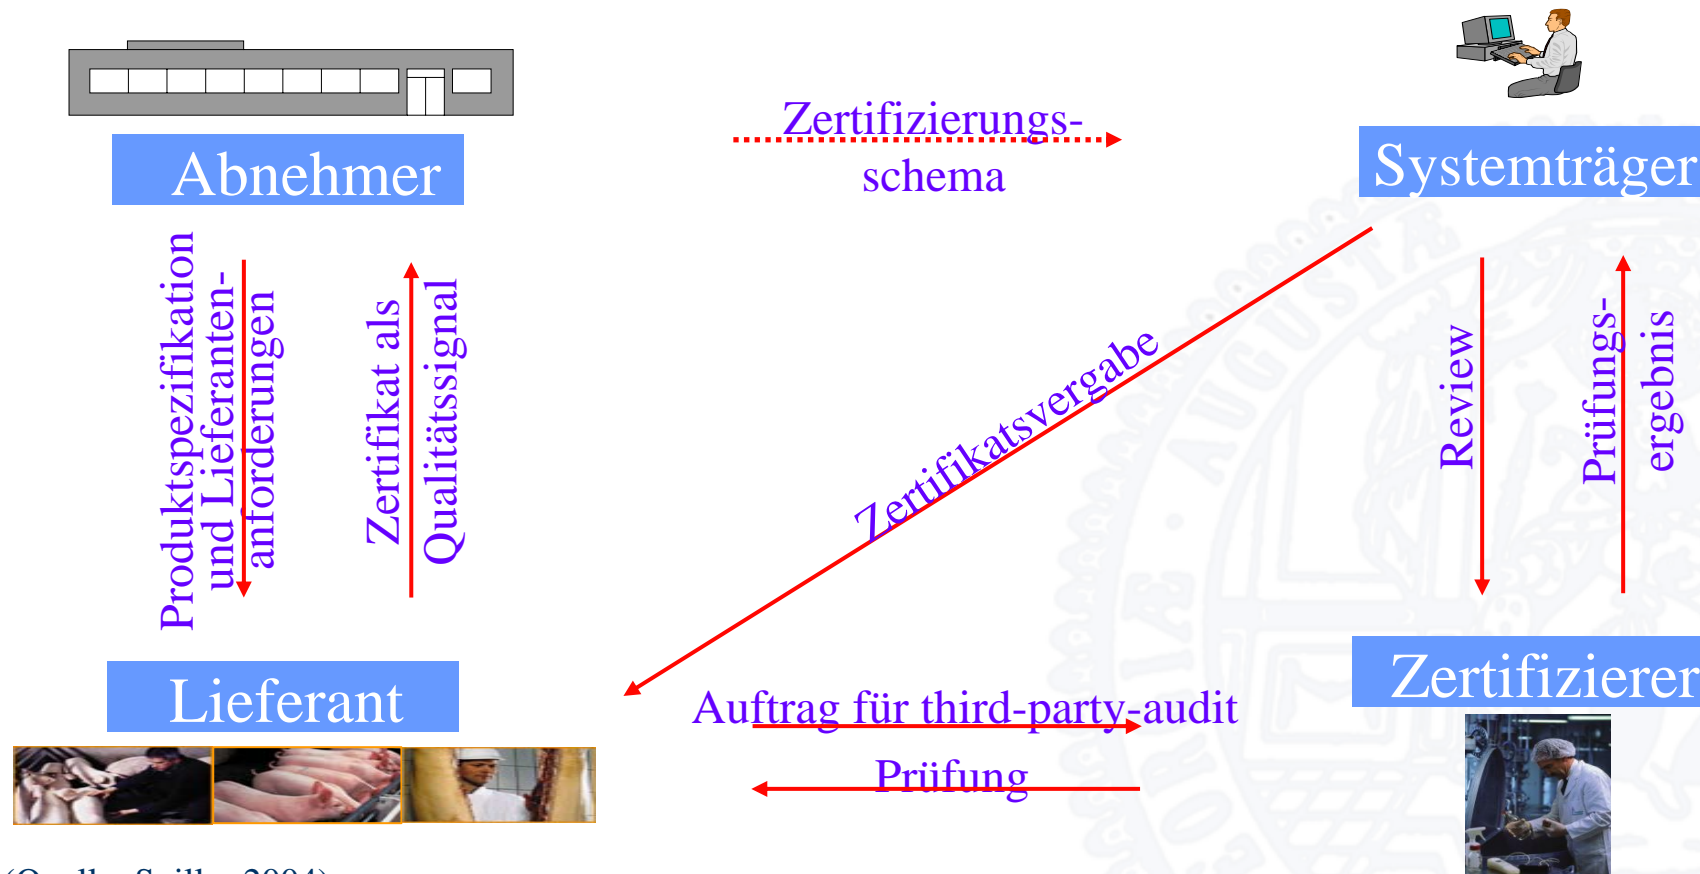 Zertifizierungs-
schema
Abnehmer
Systemträger
Produktspezifikation
und Lieferanten-
anforderungen
Zertifikat als
Qualitätssignal
Zertifikatsvergabe
Review
Prüfungs-
ergebnis
Lieferant
Zertifizierer
Auftrag für third-party-audit
Prüfung
AUGUSTA